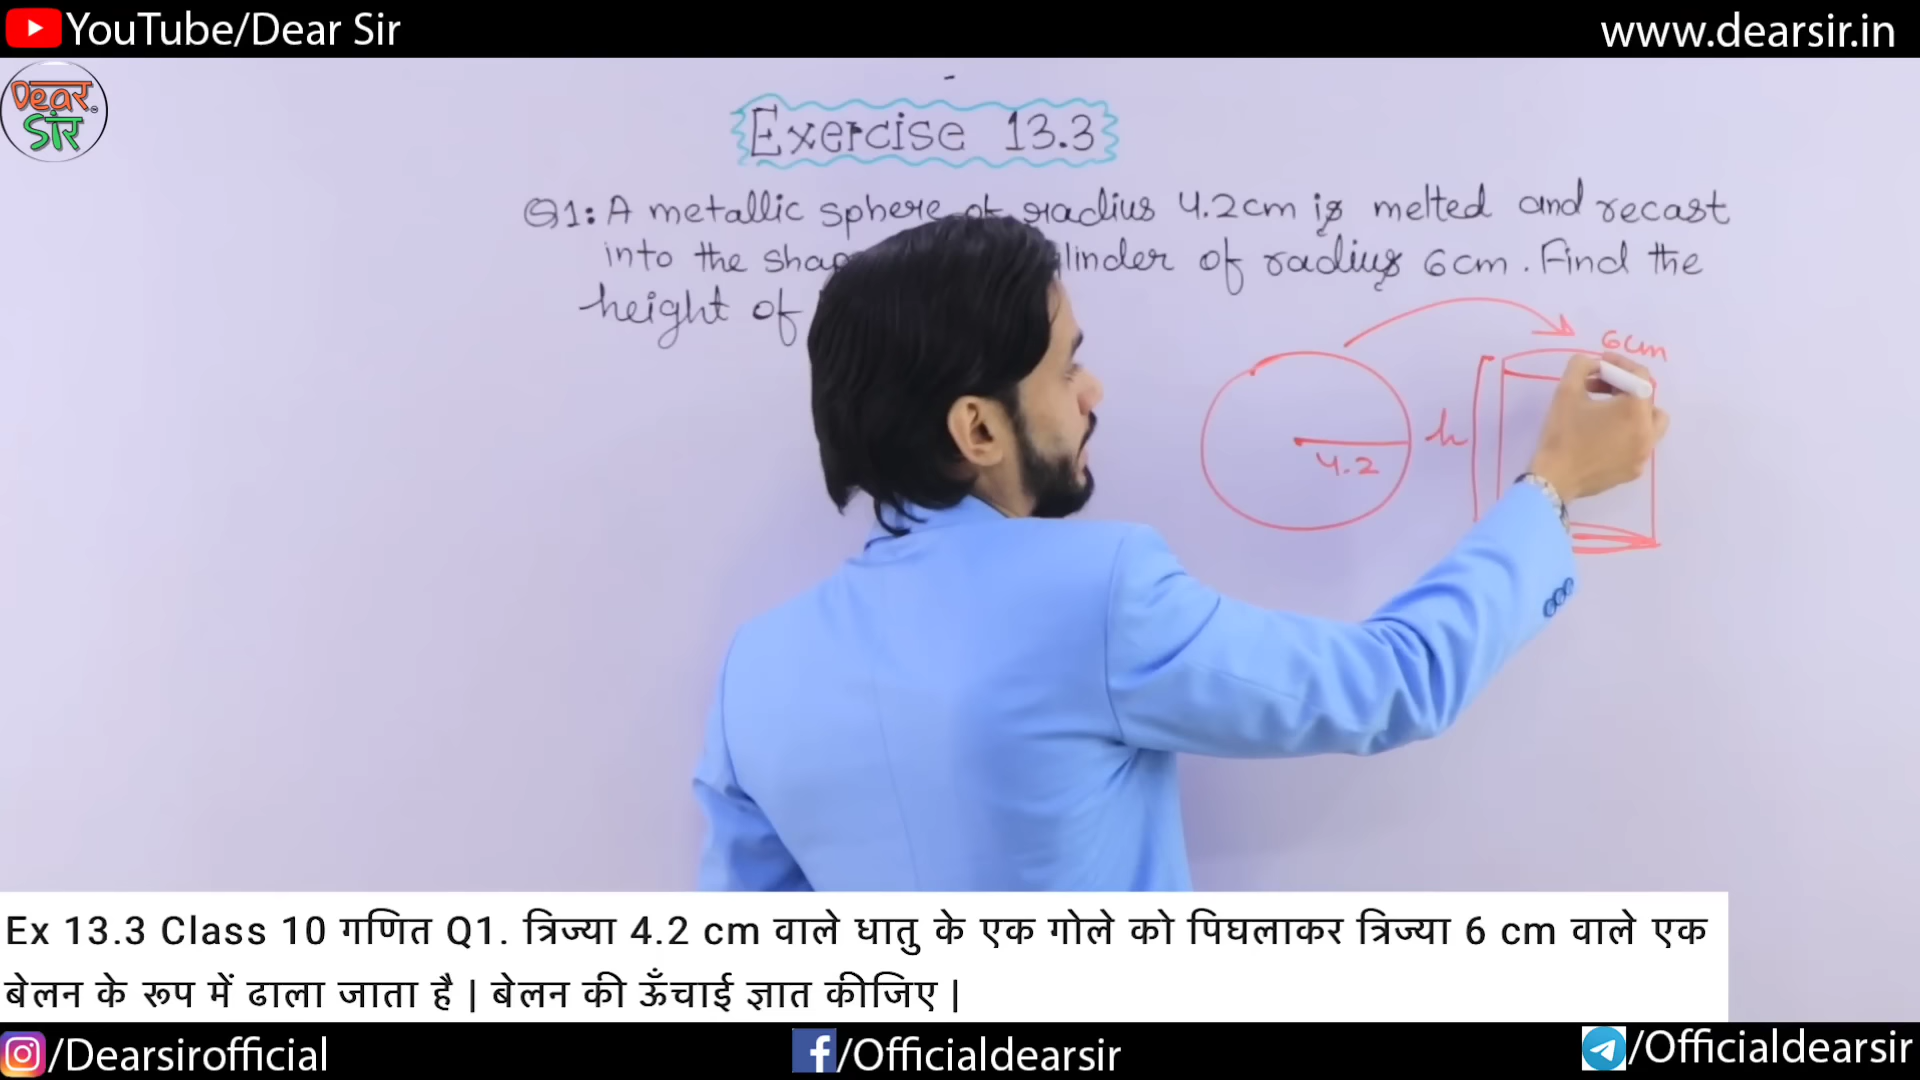 YouTube/Dear Sir
www.dearsir.in
Dear
सर
Exercise 13.3
Q1: A metallic sphere of radius 4.2cm is melted and recast
into the shap linder of radius 6cm. Find the
height of
6cm
h
4.2
Ex 13.3 Class 10 गणित Q1. त्रिज्या 4.2 cm वाले धातु के एक गोले को पिघलाकर त्रिज्या 6 cm वाले एक
बेलन के रूप में ढाला जाता है | बेलन की ऊँचाई ज्ञात कीजिए |
/Dearsirofficial
/Officialdearsir
/Officialdearsir